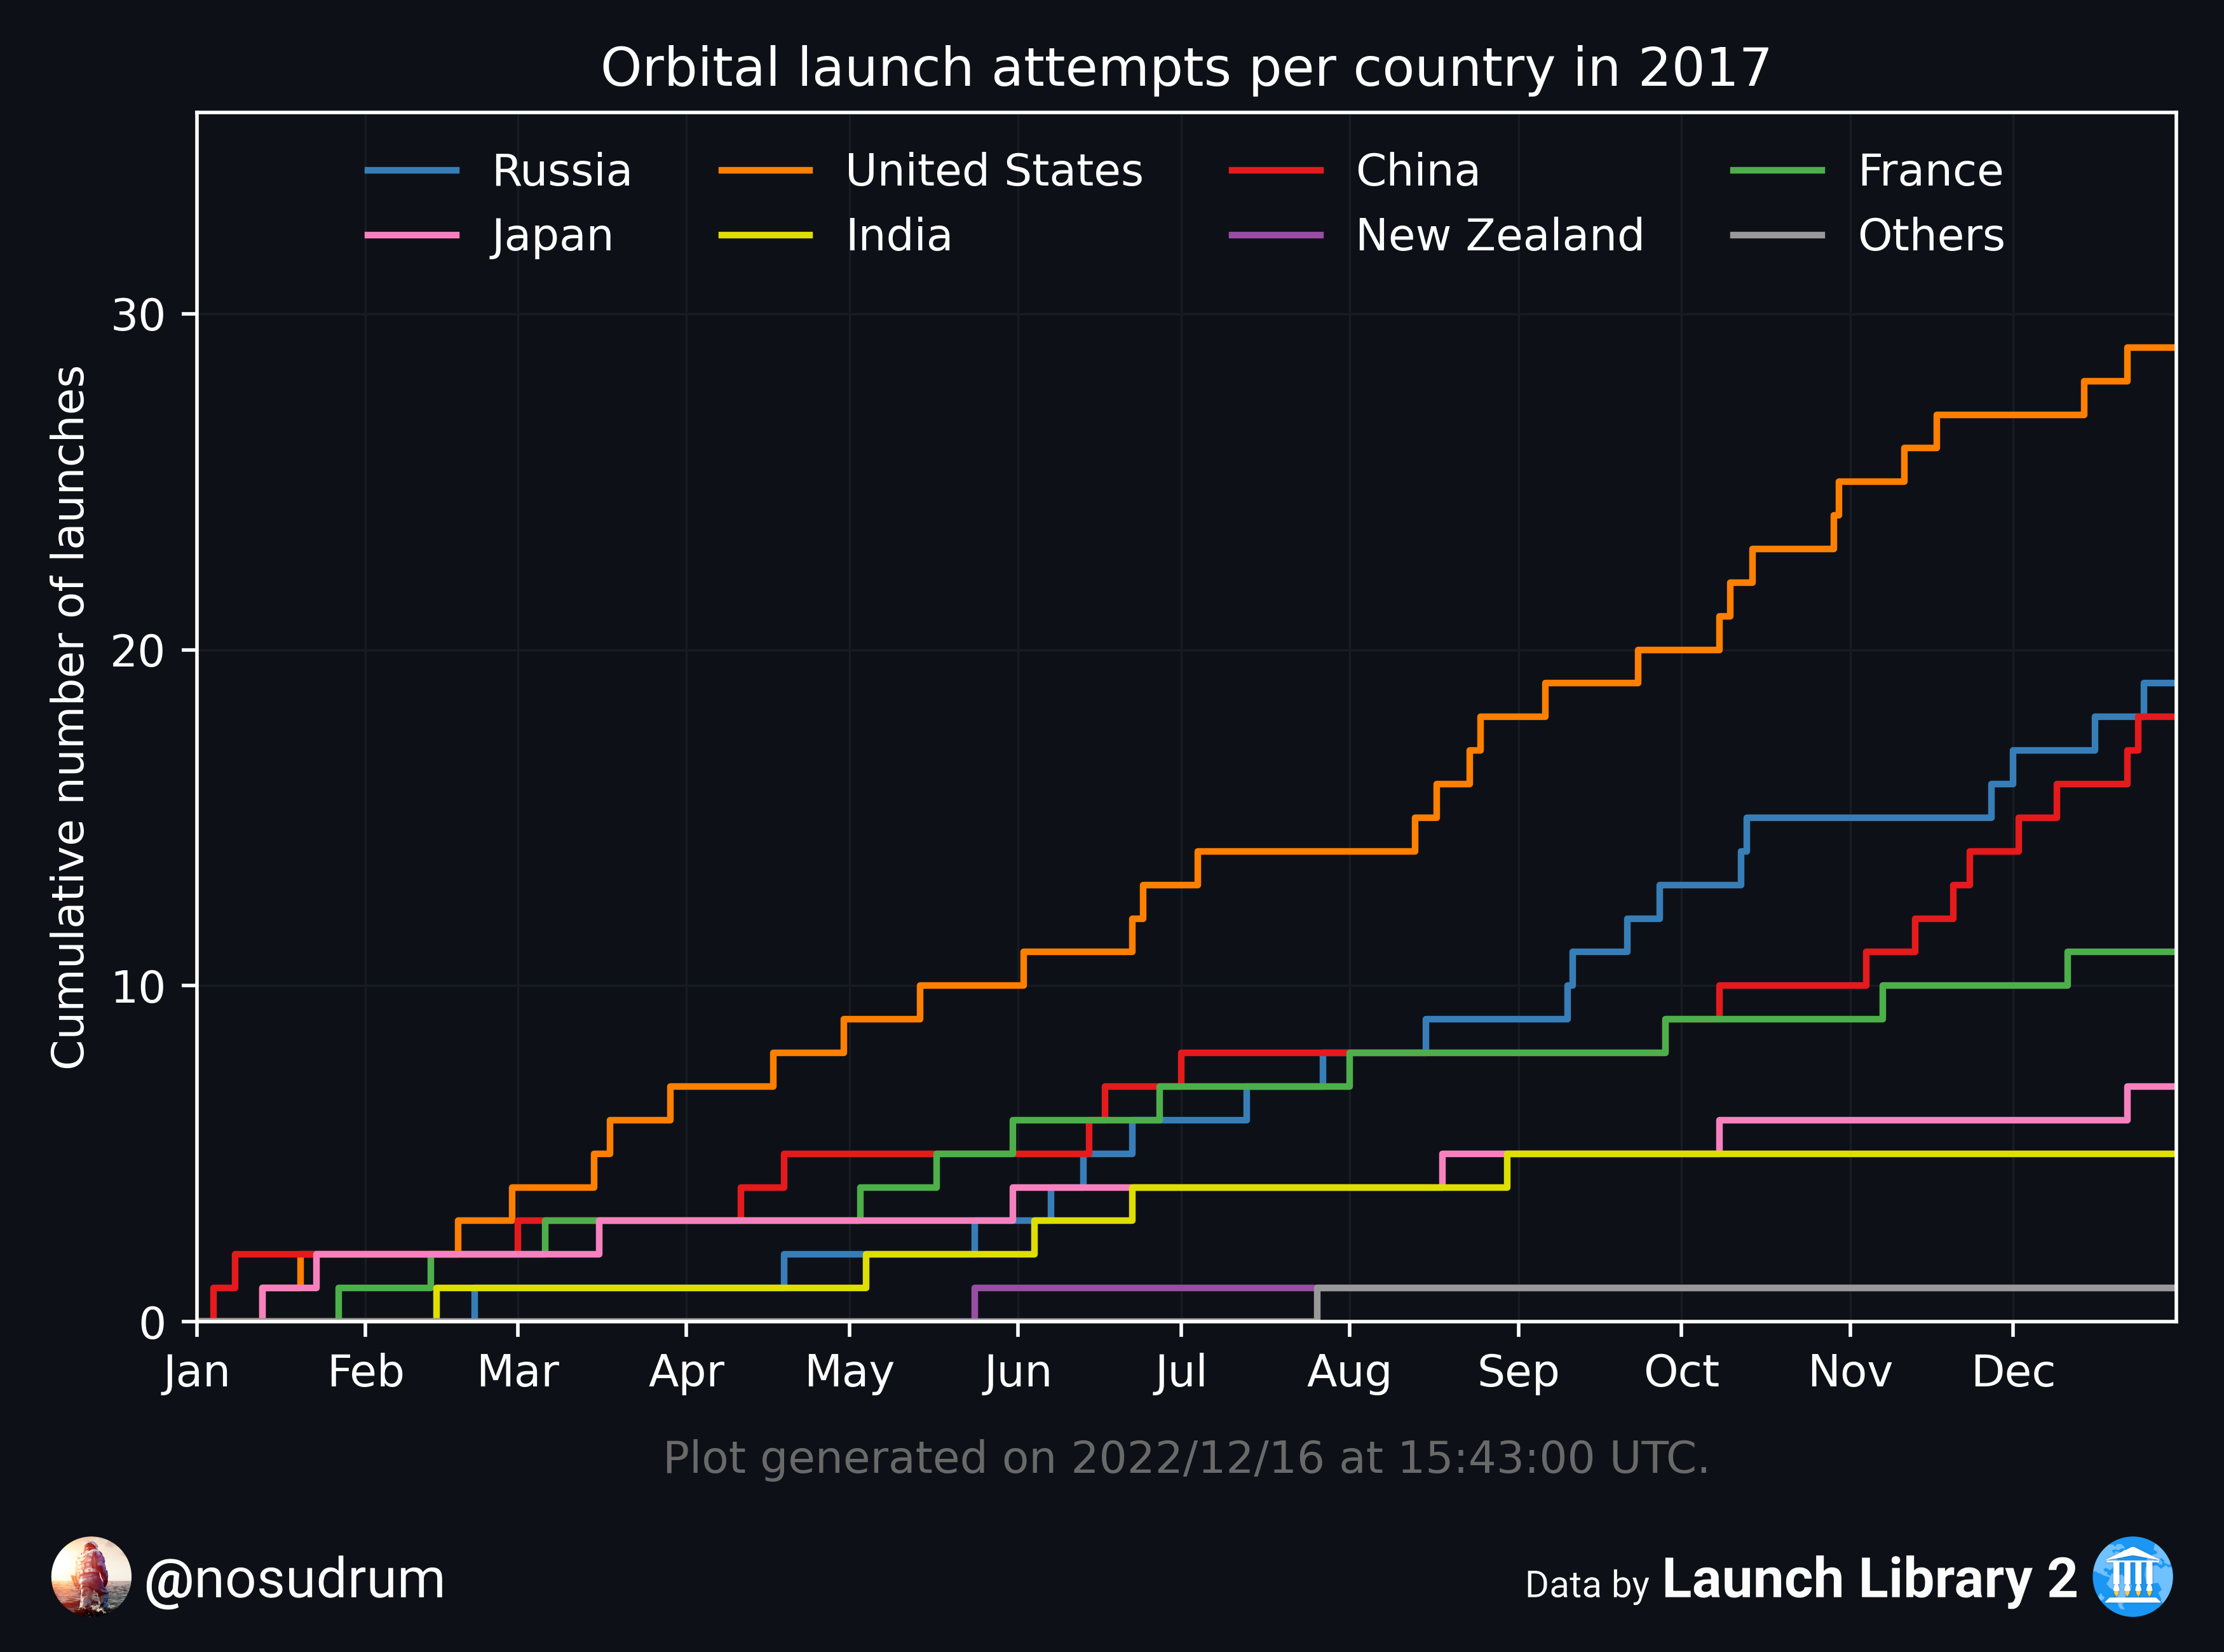 Orbital launch attempts per country in 2017
Russia United States China France
Japan India New Zealand Others
Cumulative number of launches
30
20
10
0
Jan Feb Mar Apr May Jun Jul Aug Sep Oct Nov Dec
Plot generated on 2022/12/16 at 15:43:00 UTC.
@nosudrum
Data by Launch Library 2